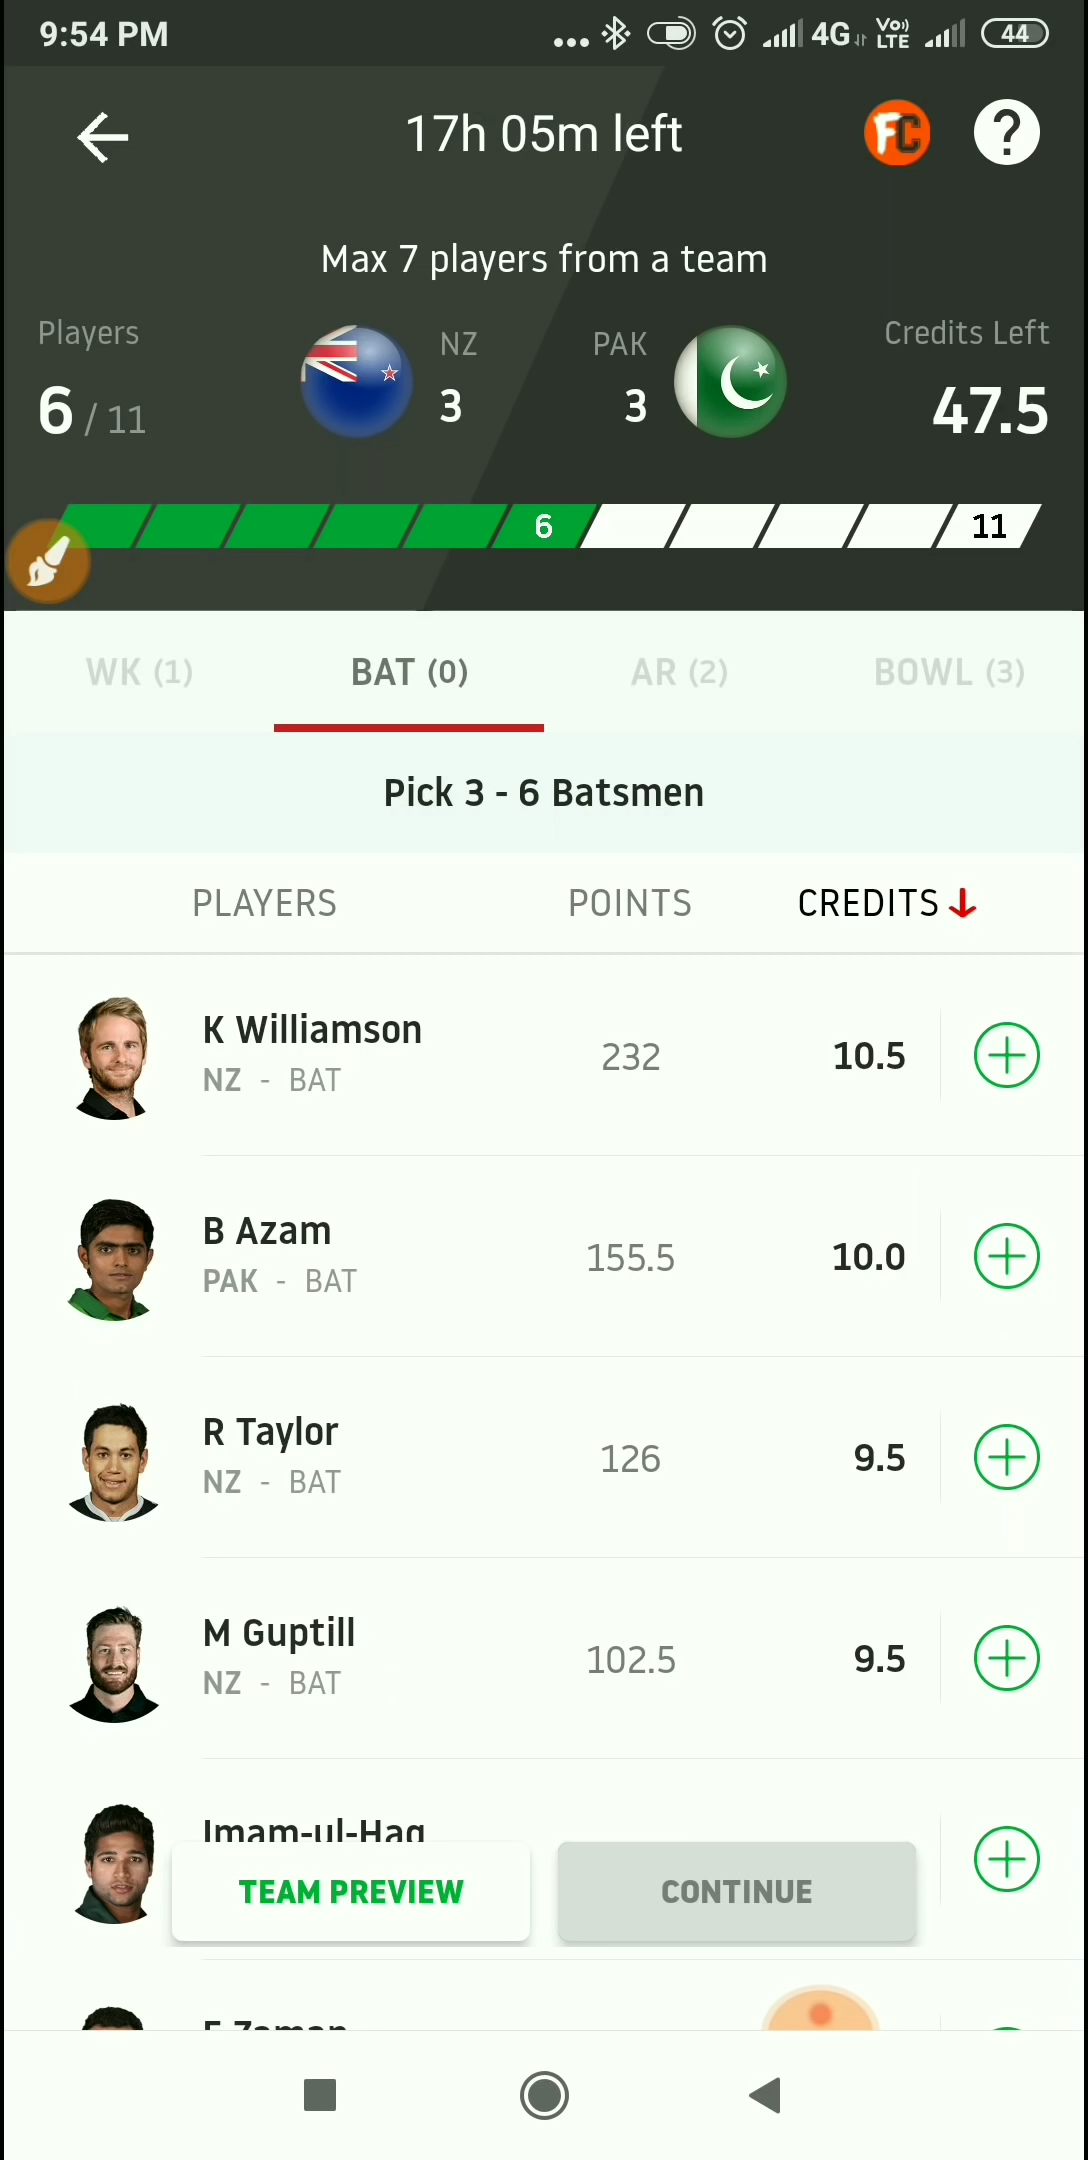 9:54 PM
4G Vo)) LTE 44
17h 05m left
FC ?
Max 7 players from a team
Players NZ PAK Credits Left
6 / 11 3 3 47.5
6 11
WK (1) BAT (0) AR (2) BOWL (3)
Pick 3 - 6 Batsmen
PLAYERS POINTS CREDITS
K Williamson
NZ - BAT 232 10.5
B Azam
PAK - BAT 155.5 10.0
R Taylor
NZ - BAT 126 9.5
M Guptill
NZ - BAT 102.5 9.5
Imam-ul-Haq
TEAM PREVIEW CONTINUE
F Zaman